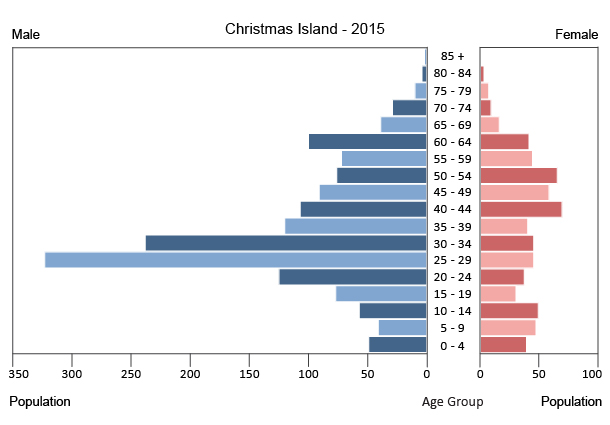 Christmas Island - 2015
Male
Female
85 +
80 - 84
75 - 79
70 - 74
65 - 69
60 - 64
55 - 59
50 - 54
45 - 49
40 - 44
35 - 39
30 - 34
25 - 29
20 - 24
15 - 19
10 - 14
5 - 9
0 - 4
350 300 250 200 150 100 50 0 0 50 100
Population Age Group Population